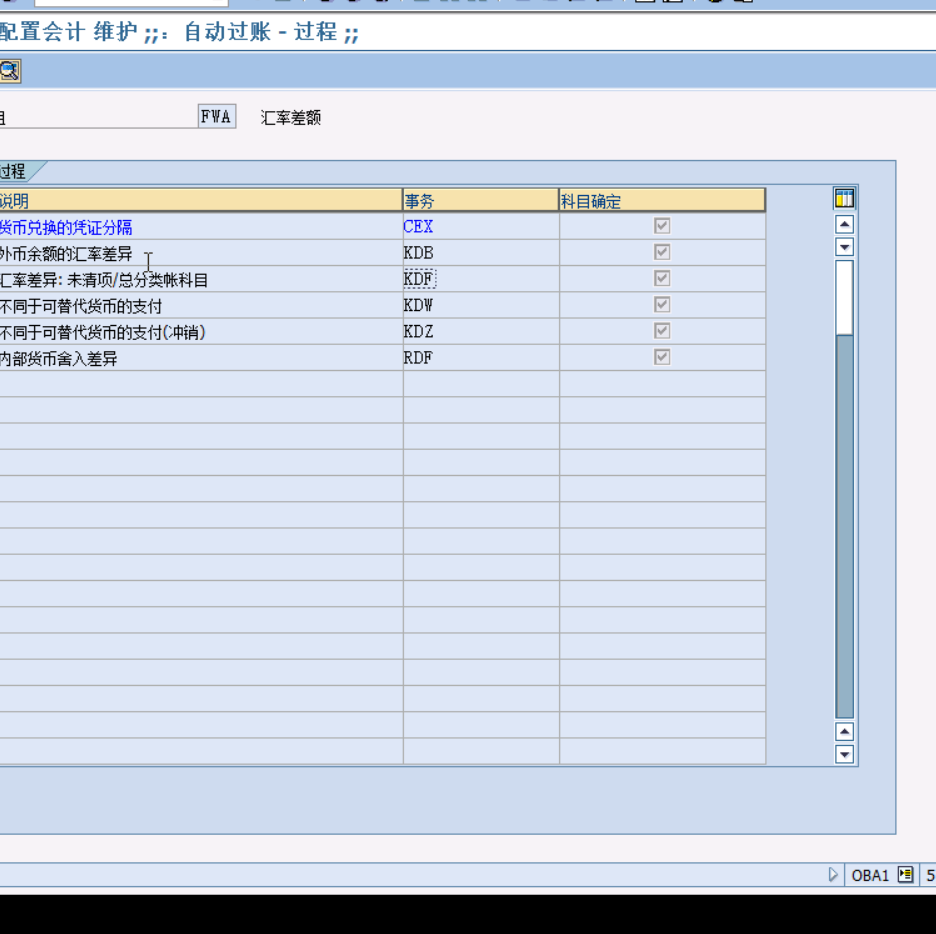 配置会计 维护 ;;: 自动过账 - 过程 ;;
FWA 汇率差额
过程
说明 事务 科目确定
货币兑换的凭证分隔 CEX
外币余额的汇率差异 KDB
汇率差异: 未清项/总分类帐科目 KDF
不同于可替代货币的支付 KDW
不同于可替代货币的支付(冲销) KDZ
内部货币舍入差异 RDF
OBA1 5